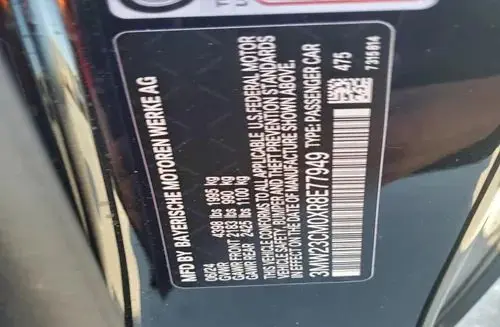 MFD BY BAYERISCHE MOTOREN WERKE AG
06/24
GVWR 4398 lbs 1995 kg
GAWR FRONT 2183 lbs 990 kg
GAWR REAR 2425 lbs 1100 kg
THIS VEHICLE CONFORMS TO ALL APPLICABLE U.S. FEDERAL MOTOR
VEHICLE SAFETY, BUMPER AND THEFT PREVENTION STANDARDS
IN EFFECT ON THE DATE OF MANUFACTURE SHOWN ABOVE.
3MW23CM0XR8E77949 TYPE: PASSENGER CAR
475
7315814